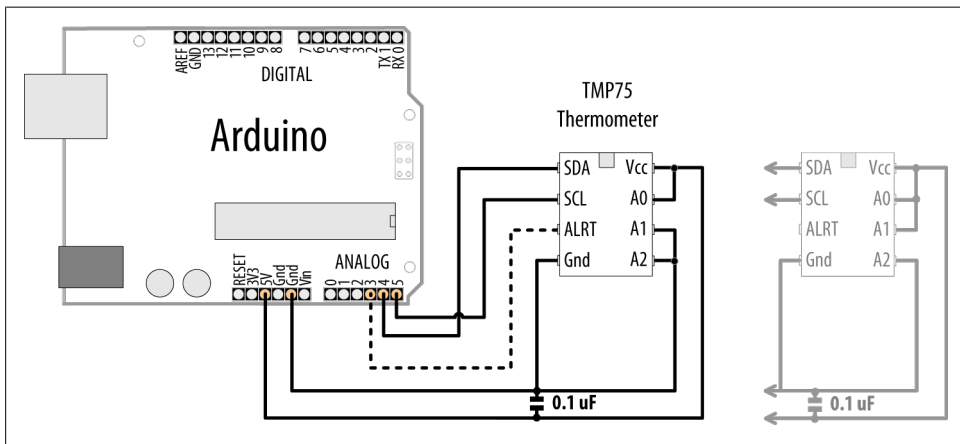 AREF
GND
13
12
11
10
9
8
7
6
5
4
3
2
TX 1
RX 0
DIGITAL
Arduino
ANALOG
RESET
3V3
5V
Gnd
Gnd
Vin
0
1
2
3
4
5
TMP75
Thermometer
SDA Vcc
SCL A0
ALRT A1
Gnd A2
0.1 uF
SDA Vcc
SCL A0
ALRT A1
Gnd A2
0.1 uF